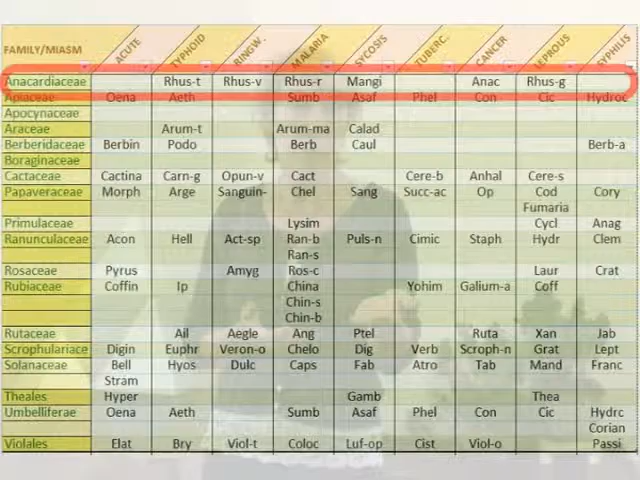 FAMILY/MIASM ACUTE TYPHOID RINGW. MALARIA SYCOSIS TUBERC. CANCER LEPROUS SYPHILIS
Anacardiaceae Rhus-t Rhus-v Rhus-r Mangi Anac Rhus-g
Apiaceae Oena Aeth Sumb Asaf Phel Con Cic Hydroc
Apocynaceae
Araceae Arum-t Arum-ma Calad
Berberidaceae Berbin Podo Berb Caul Berb-a
Boraginaceae
Cactaceae Cactina Carn-g Opun-v Cact Cere-b Anhal Cere-s
Papaveraceae Morph Arge Sanguin- Chel Sang Succ-ac Op Cod Cory
Fumaria
Primulaceae Lysim Cycl Anag
Ranunculaceae Acon Hell Act-sp Ran-b Puls-n Cimic Staph Hydr Clem
Ran-s
Rosaceae Pyrus Amyg Ros-c Laur Crat
Rubiaceae Coffin Ip China Yohim Galium-a Coff
Chin-s
Chin-b
Rutaceae Ail Aegle Ang Ptel Ruta Xan Jab
Scrophulariace Digin Euphr Veron-o Chelo Dig Verb Scroph-n Grat Lept
Solanaceae Bell Hyos Dulc Caps Fab Atro Tab Mand Franc
Stram
Theales Hyper Gamb Thea
Umbelliferae Oena Aeth Sumb Asaf Phel Con Cic Hydrc
Corian
Violales Elat Bry Viol-t Coloc Luf-op Cist Viol-o Passi